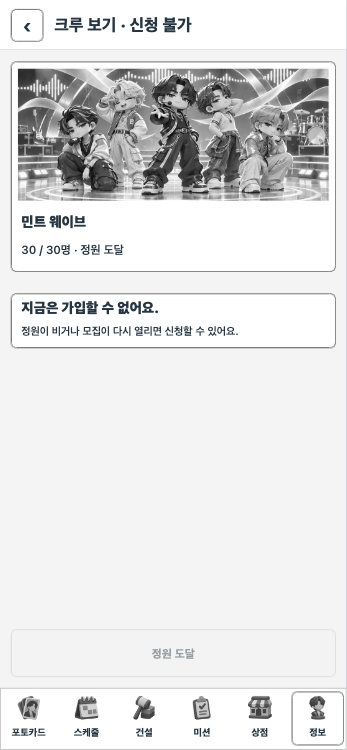 크루 보기 · 신청 불가
민트 웨이브
30 / 30명 · 정원 도달
지금은 가입할 수 없어요.
정원이 비거나 모집이 다시 열리면 신청할 수 있어요.
정원 도달
포토카드 스케줄 건설 미션 상점 정보